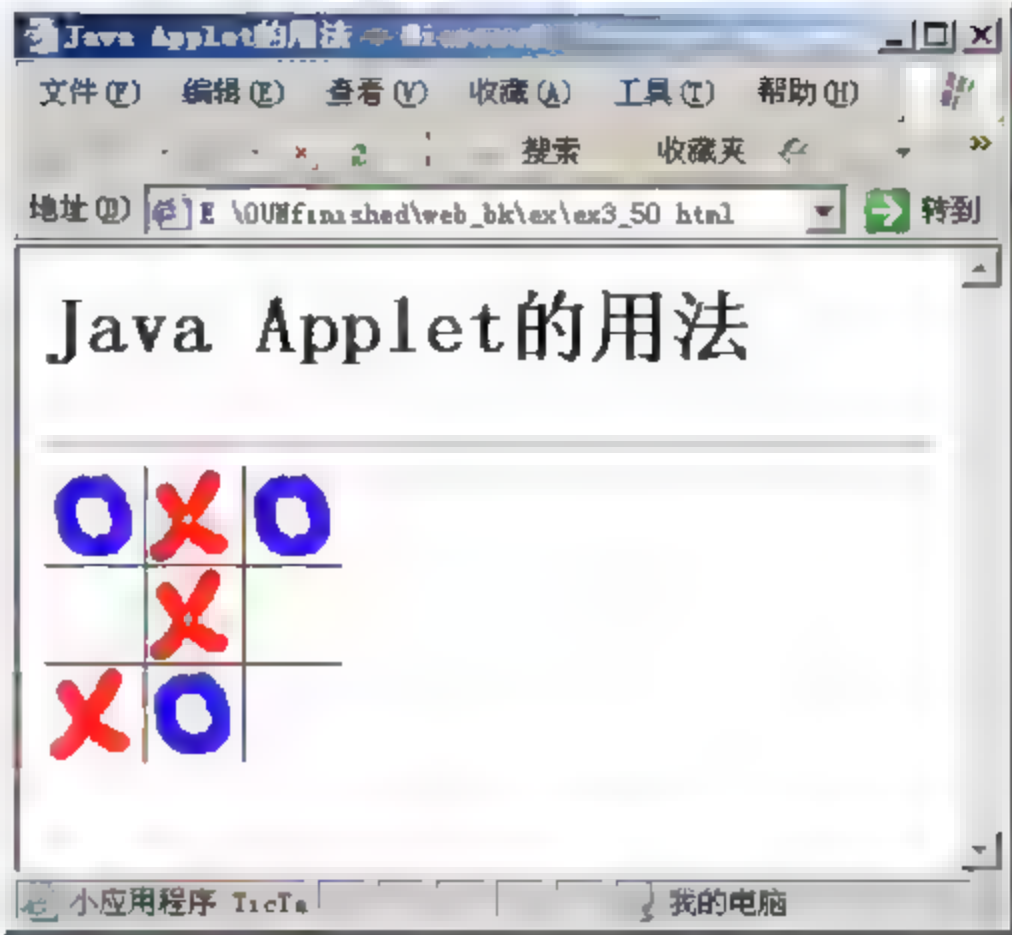 Java Applet的用法
文件(F) 编辑(E) 查看(V) 收藏(A) 工具(T) 帮助(H)
搜索 收藏夹
地址(D) E \OUNfinished\web_bk\ex\ex3_50 html 转到
Java Applet的用法
O X O
X
X O
小应用程序 TicTa 我的电脑